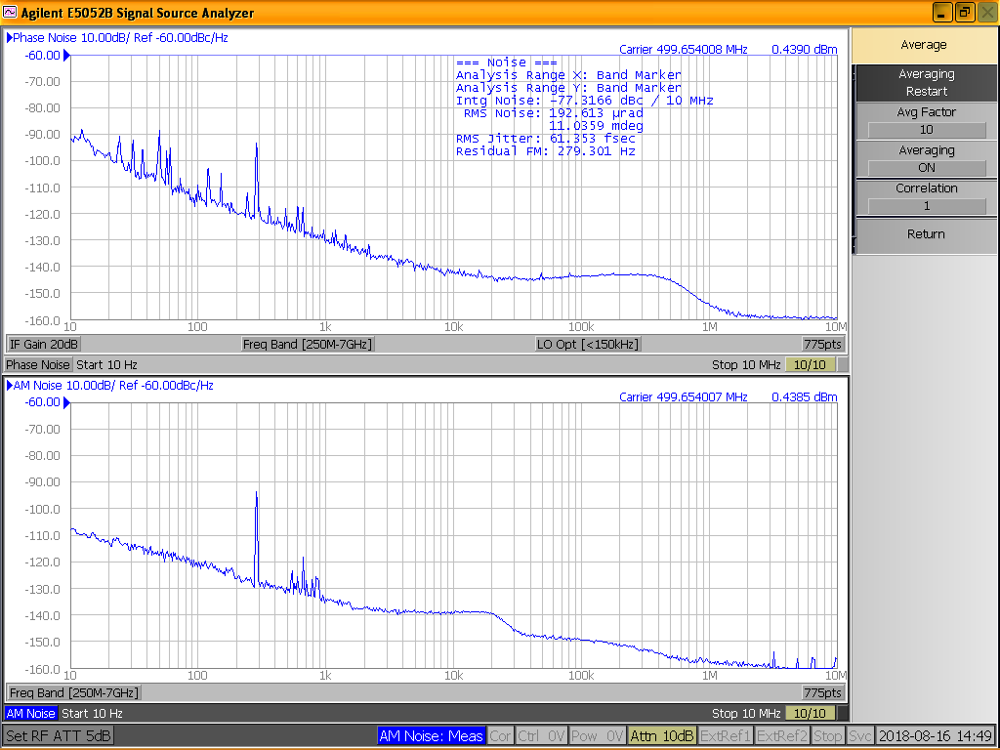 Agilent E5052B Signal Source Analyzer
Phase Noise 10.00dB/ Ref -60.00dBc/Hz
Carrier 499.654008 MHz 0.4390 dBm
-60.00
-70.00
-80.00
-90.00
-100.0
-110.0
-120.0
-130.0
-140.0
-150.0
-160.0
=== Noise ===
Analysis Range X: Band Marker
Analysis Range Y: Band Marker
Intg Noise: -77.3166 dBc / 10 MHz
RMS Noise: 192.613 µrad
11.0359 mdeg
RMS Jitter: 61.353 fsec
Residual FM: 279.301 Hz
10 100 1k 10k 100k 1M 10M
IF Gain 20dB Freq Band [250M-7GHz] LO Opt [<150kHz] 775pts
Phase Noise Start 10 Hz Stop 10 MHz 10/10
AM Noise 10.00dB/ Ref -60.00dBc/Hz
Carrier 499.654007 MHz 0.4385 dBm
-60.00
-70.00
-80.00
-90.00
-100.0
-110.0
-120.0
-130.0
-140.0
-150.0
-160.0
10 100 1k 10k 100k 1M 10M
Freq Band [250M-7GHz] 775pts
AM Noise Start 10 Hz Stop 10 MHz 10/10
Set RF ATT 5dB AM Noise: Meas Cor Ctrl 0V Pow 0V Attn 10dB ExtRef1 ExtRef2 Stop Svc 2018-08-16 14:49
Average
Averaging
Restart
Avg Factor
10
Averaging
ON
Correlation
1
Return